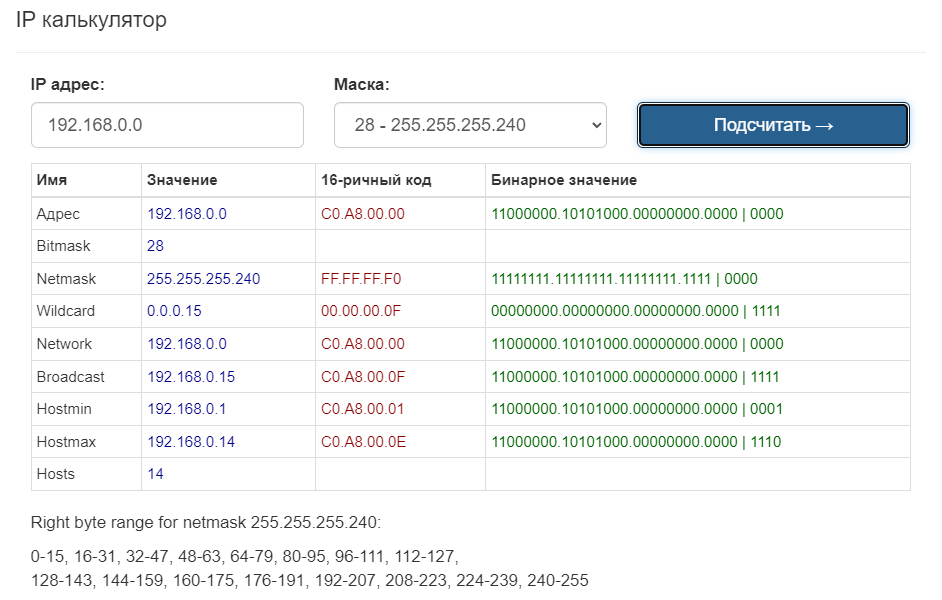 IP калькулятор
IP адрес: Маска:
192.168.0.0 28 - 255.255.255.240 Подсчитать →
Имя Значение 16-ричный код Бинарное значение
Адрес 192.168.0.0 C0.A8.00.00 11000000.10101000.00000000.0000 | 0000
Bitmask 28
Netmask 255.255.255.240 FF.FF.FF.F0 11111111.11111111.11111111.1111 | 0000
Wildcard 0.0.0.15 00.00.00.0F 00000000.00000000.00000000.0000 | 1111
Network 192.168.0.0 C0.A8.00.00 11000000.10101000.00000000.0000 | 0000
Broadcast 192.168.0.15 C0.A8.00.0F 11000000.10101000.00000000.0000 | 1111
Hostmin 192.168.0.1 C0.A8.00.01 11000000.10101000.00000000.0000 | 0001
Hostmax 192.168.0.14 C0.A8.00.0E 11000000.10101000.00000000.0000 | 1110
Hosts 14
Right byte range for netmask 255.255.255.240:
0-15, 16-31, 32-47, 48-63, 64-79, 80-95, 96-111, 112-127,
128-143, 144-159, 160-175, 176-191, 192-207, 208-223, 224-239, 240-255